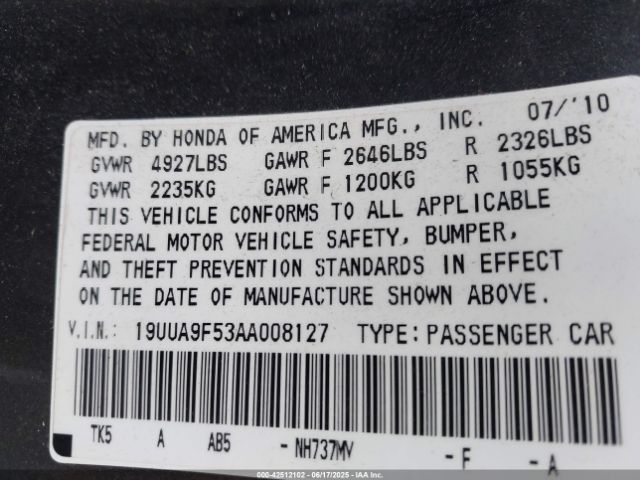 MFD. BY HONDA OF AMERICA MFG., INC. 07/'10
GVWR 4927LBS GAWR F 2646LBS R 2326LBS
GVWR 2235KG GAWR F 1200KG R 1055KG
THIS VEHICLE CONFORMS TO ALL APPLICABLE
FEDERAL MOTOR VEHICLE SAFETY, BUMPER,
AND THEFT PREVENTION STANDARDS IN EFFECT
ON THE DATE OF MANUFACTURE SHOWN ABOVE.
V.I.N.: 19UUA9F53AA008127 TYPE: PASSENGER CAR
TK5 A AB5 - NH737MV - F - A
000-42512102 - 06/17/2025 - IAA Inc.